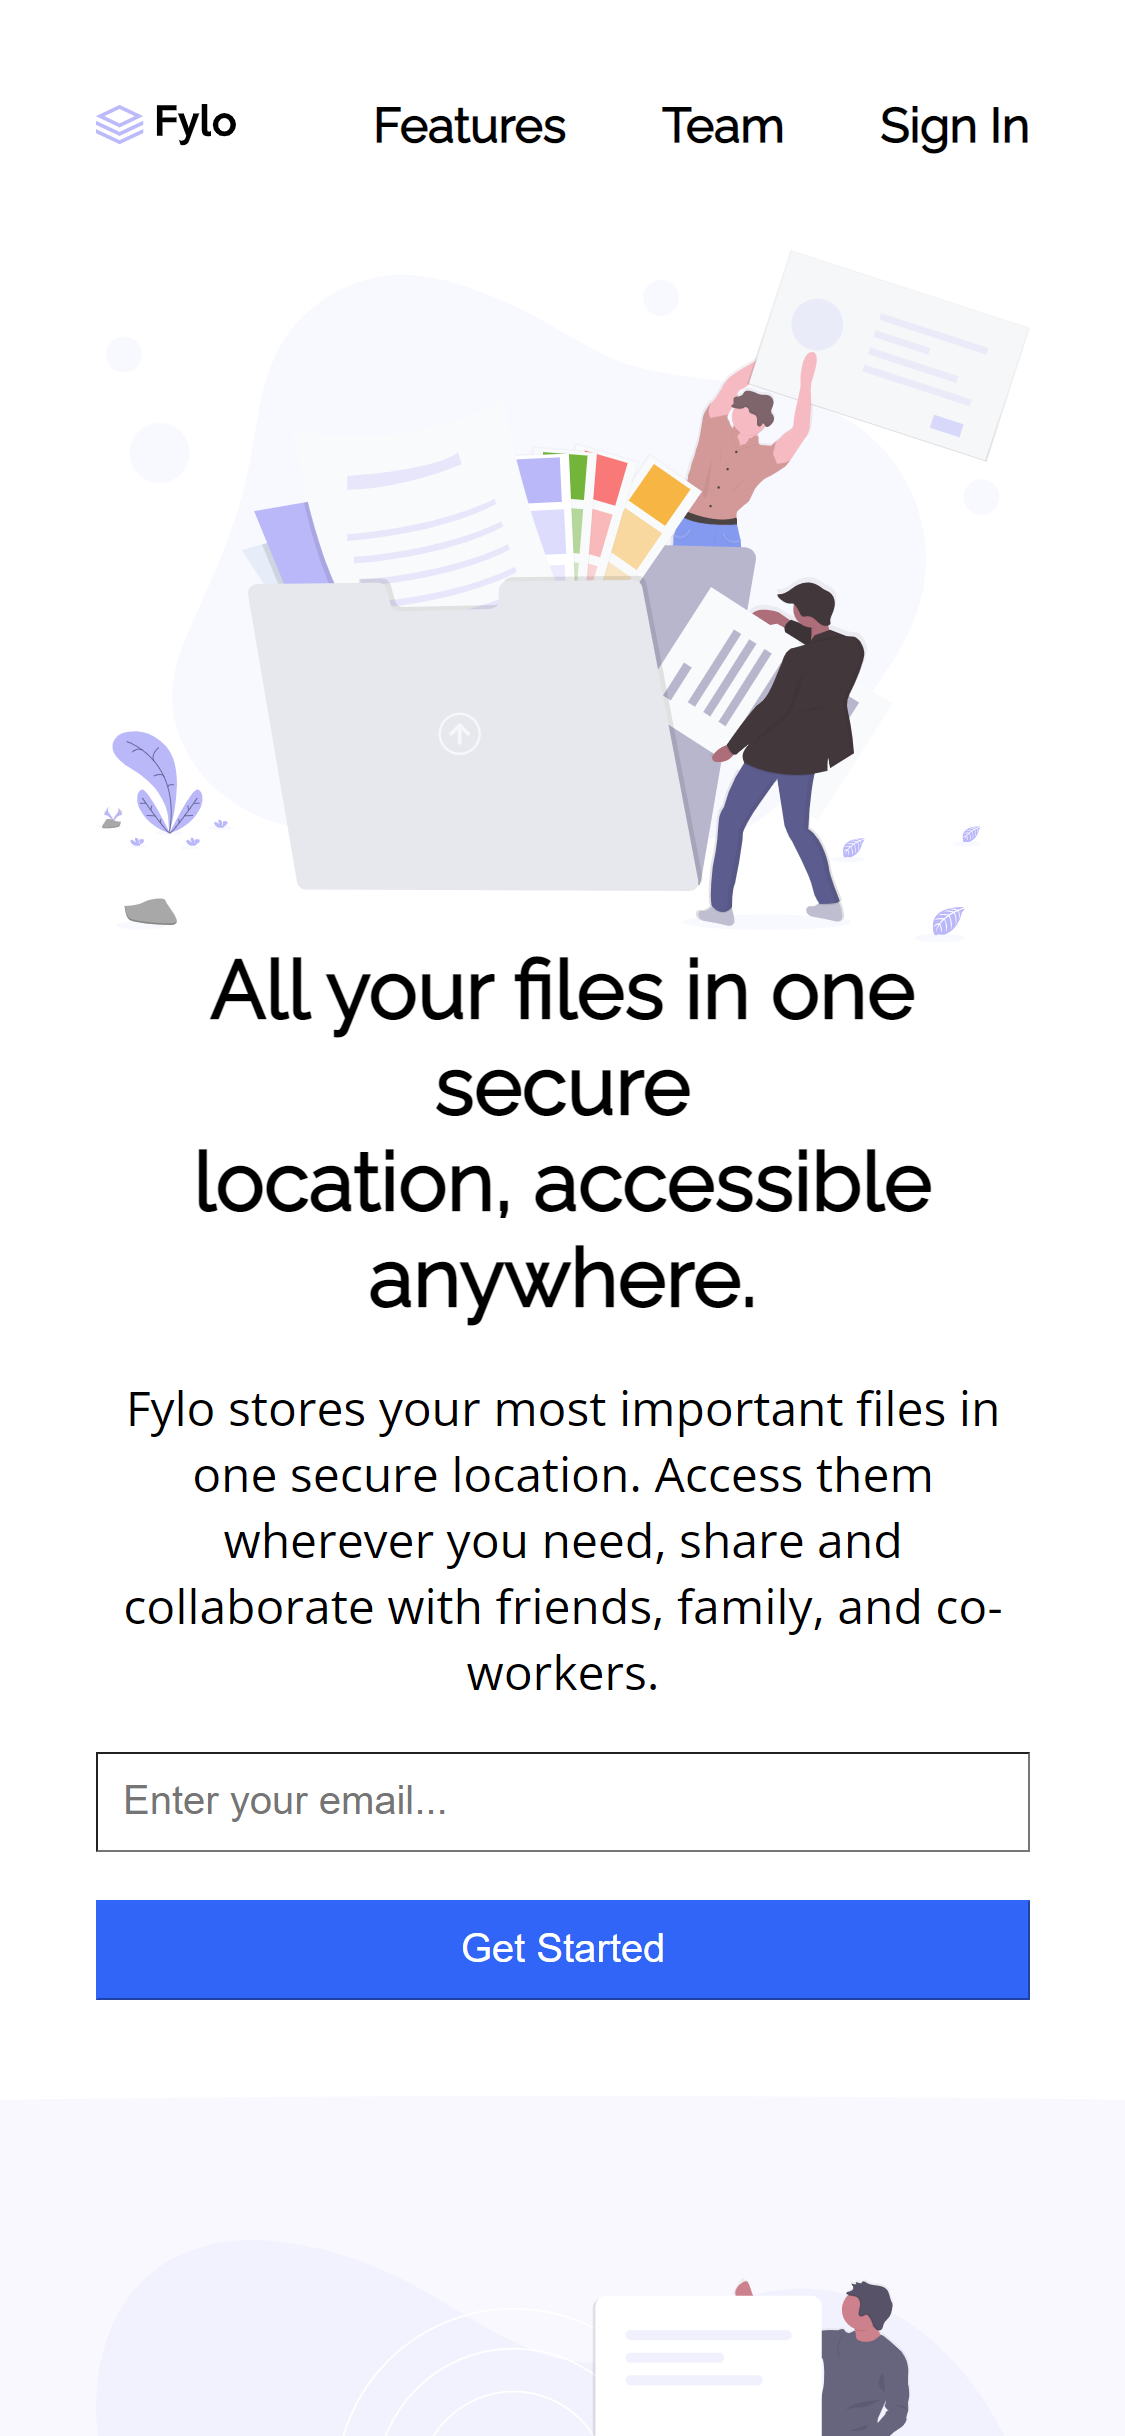 Fylo Features Team Sign In
All your files in one
secure
location, accessible
anywhere.
Fylo stores your most important files in
one secure location. Access them
wherever you need, share and
collaborate with friends, family, and co-
workers.
Enter your email...
Get Started